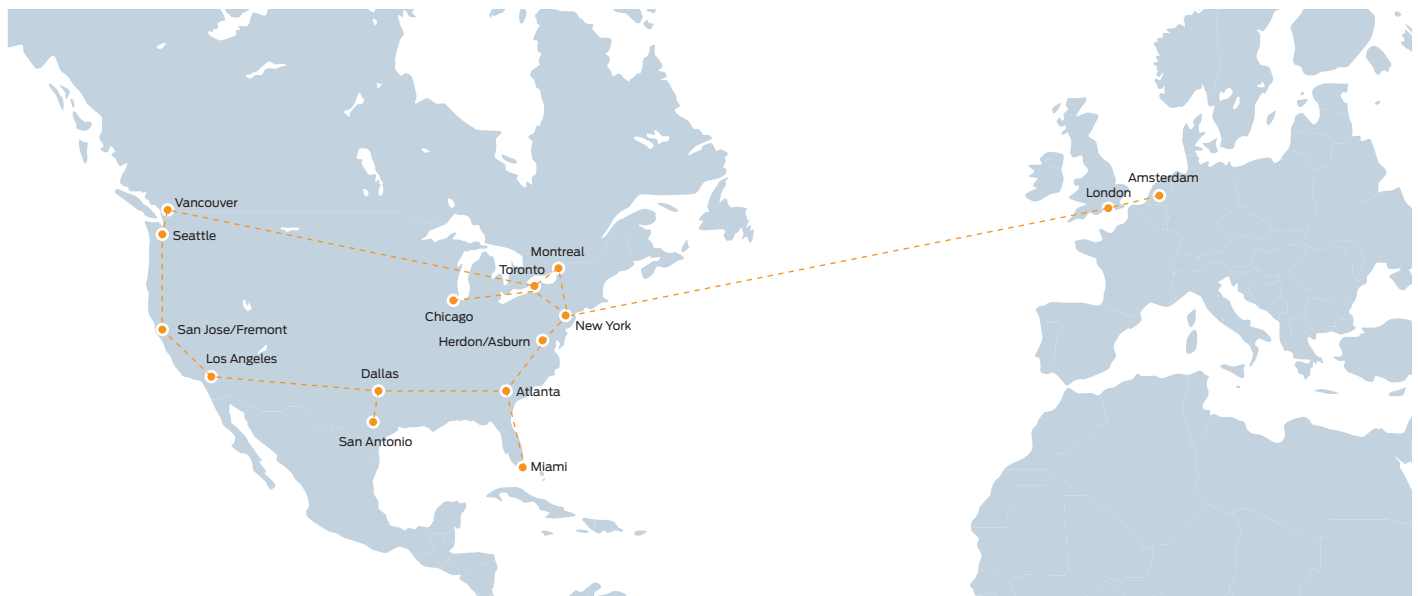 Amsterdam
London
Vancouver
Seattle
Montreal
Toronto
Chicago
New York
San Jose/Fremont
Herdon/Asburn
Los Angeles
Dallas
Atlanta
San Antonio
Miami